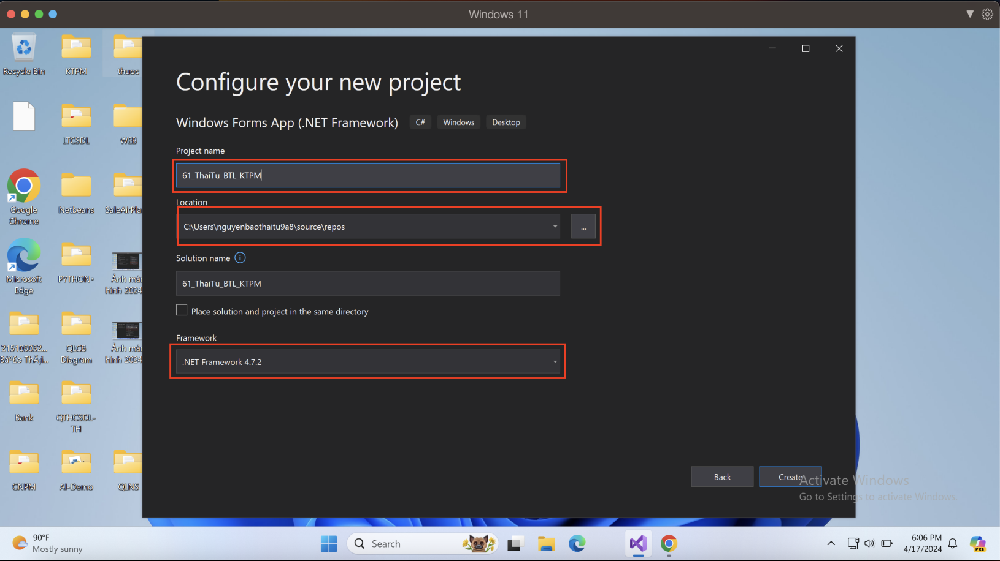 Windows 11
Recycle Bin
KTPM
thuoc
Configure your new project
Windows Forms App (.NET Framework)
C#
Windows
Desktop
LTCSDL
WEB
Project name
61_ThaiTu_BTL_KTPM
Location
C:\Users\nguyenbaothaitu9a8\source\repos
...
Google
Chrome
Netbeans
SaleAirPla
Solution name
61_ThaiTu_BTL_KTPM
Microsoft
Edge
PYTHON
Ảnh mà
hình 2024
Place solution and project in the same directory
Framework
.NET Framework 4.7.2
215105052...
QLCB
Diagram
Ảnh mà
hình 2024
Bank
QTHCSDL-
TH
CNPM
AI-Demo
QLNS
Back
Create
Activate Windows
Go to Settings to activate Windows.
90°F
Mostly sunny
Search
PRE
6:06 PM
4/17/2024